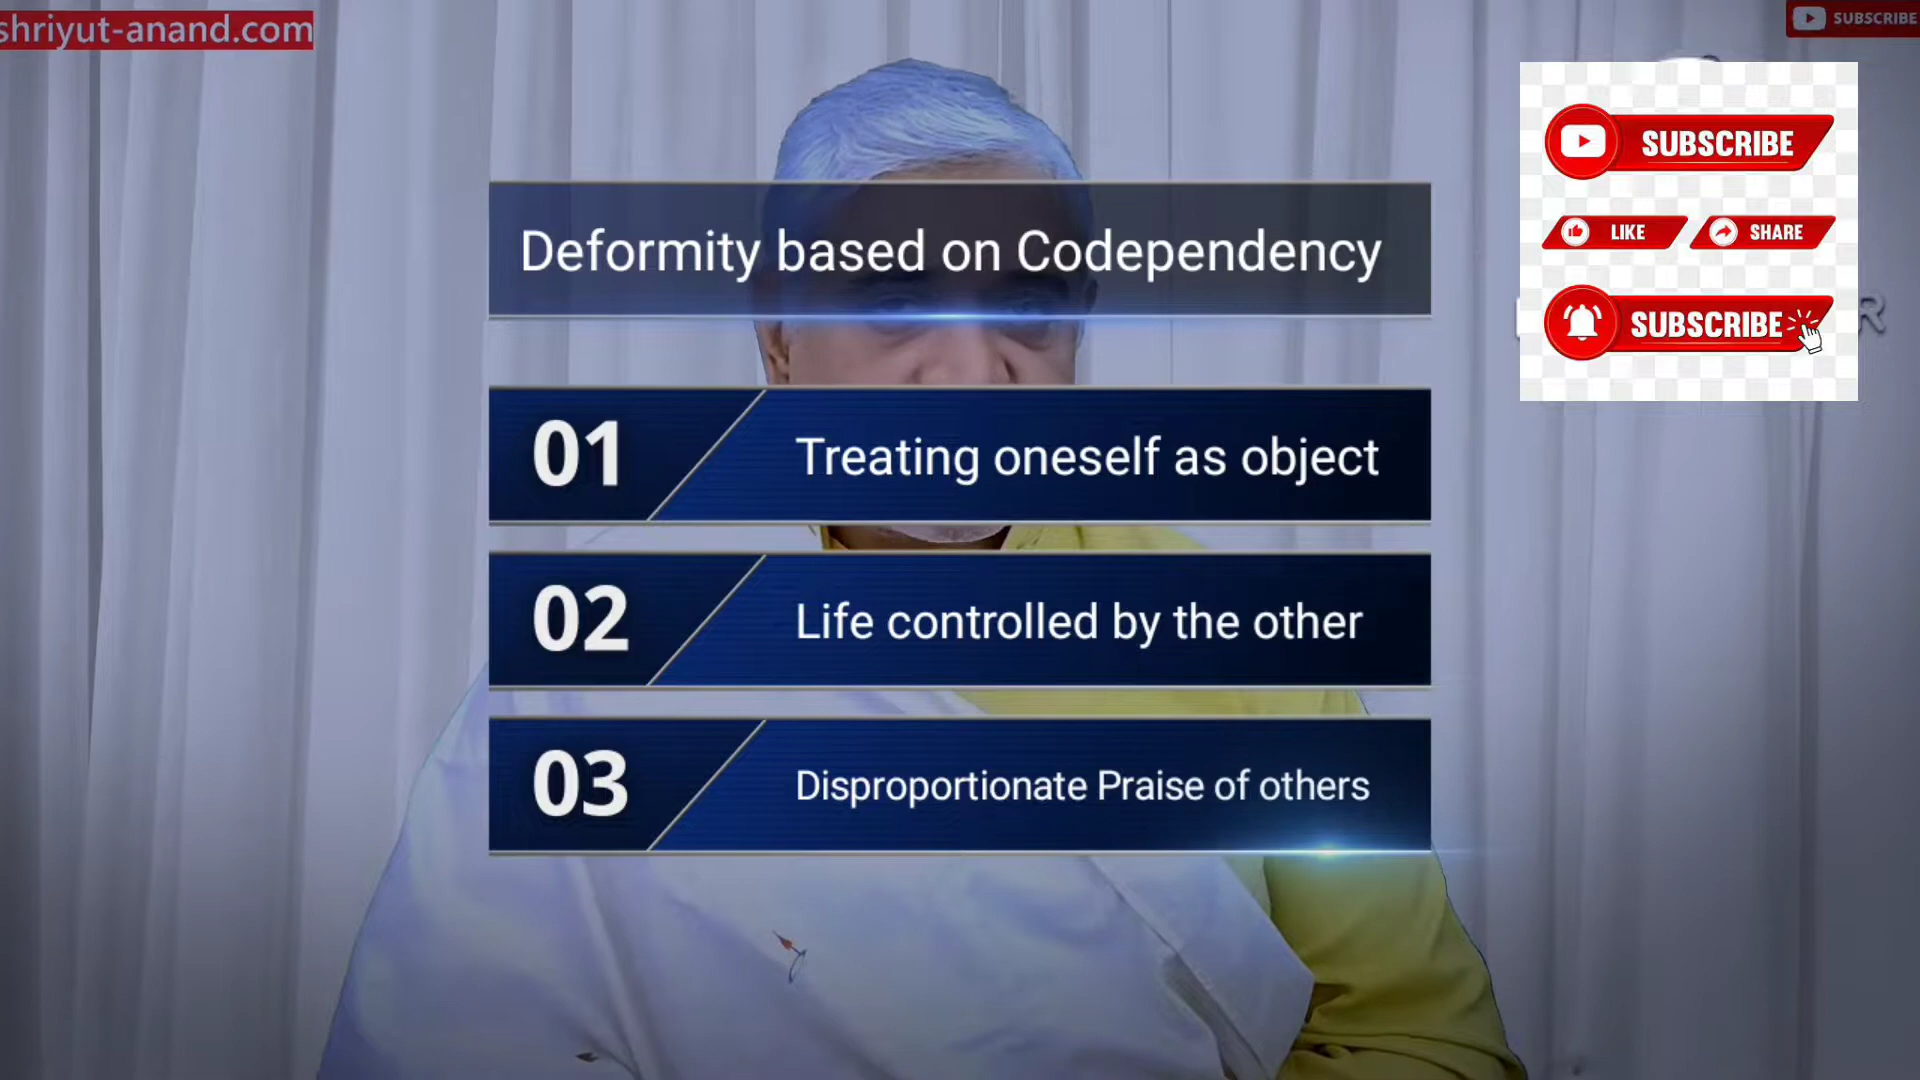 shriyut-anand.com
SUBSCRIBE
SUBSCRIBE
LIKE
SHARE
SUBSCRIBE
R
Deformity based on Codependency
01
Treating oneself as object
02
Life controlled by the other
03
Disproportionate Praise of others